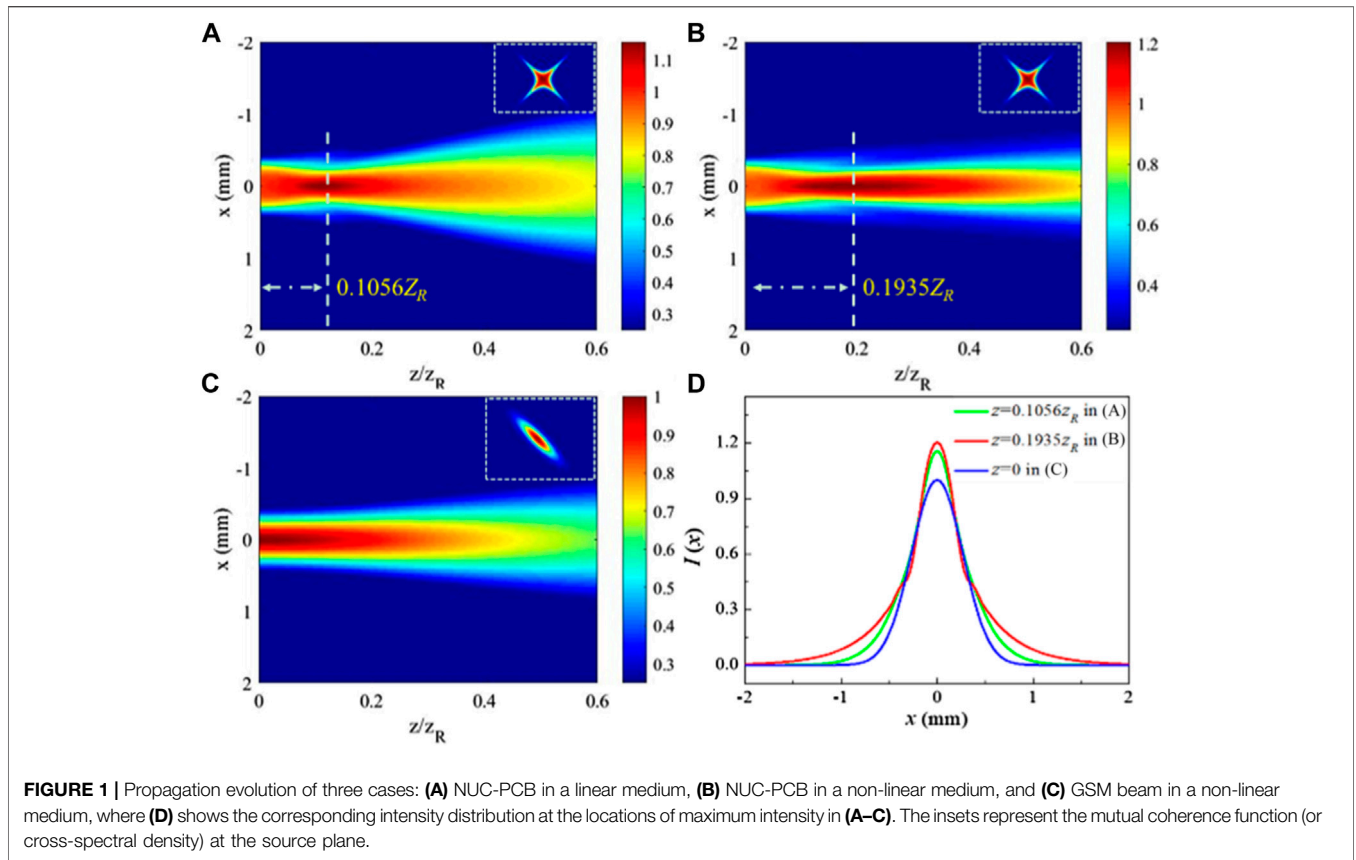 A
-2
-1
0
1
2
x (mm)
0.1056Z_R
0
0.2
0.4
0.6
z/z_R
1.1
1
0.9
0.8
0.7
0.6
0.5
0.4
0.3
B
-2
-1
0
1
2
x (mm)
0.1935Z_R
0
0.2
0.4
0.6
z/z_R
1.2
1
0.8
0.6
0.4
C
-2
-1
0
1
2
x (mm)
0
0.2
0.4
0.6
z/z_R
1
0.9
0.8
0.7
0.6
0.5
0.4
0.3
D
z=0.1056z_R in (A)
z=0.1935z_R in (B)
z=0 in (C)
1.2
0.9
0.6
0.3
0.0
I (x)
-2
-1
0
1
2
x (mm)
FIGURE 1 | Propagation evolution of three cases: (A) NUC-PCB in a linear medium, (B) NUC-PCB in a non-linear medium, and (C) GSM beam in a non-linear
medium, where (D) shows the corresponding intensity distribution at the locations of maximum intensity in (A–C). The insets represent the mutual coherence function (or
cross-spectral density) at the source plane.